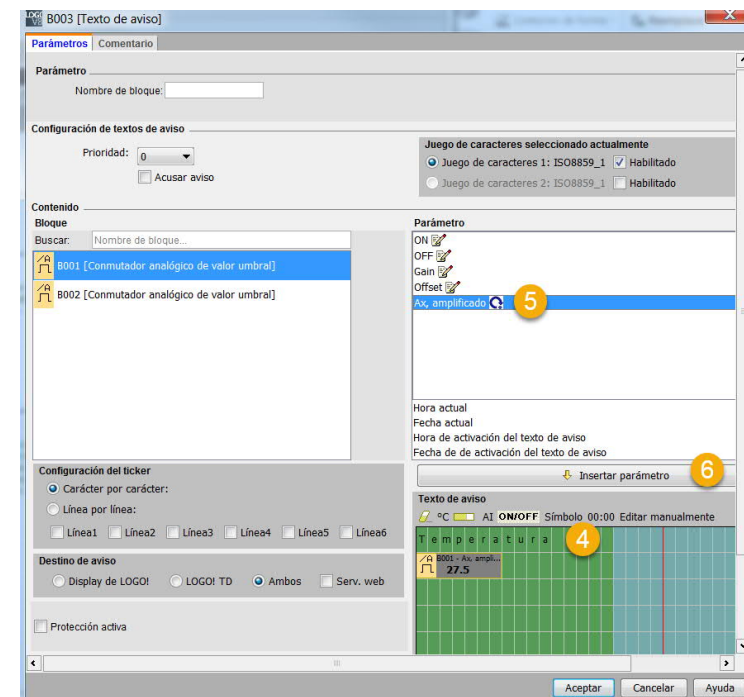 B003 [Texto de aviso]
Parámetros Comentario
Parámetro
Nombre de bloque:
Configuración de textos de aviso
Prioridad: 0
Acusar aviso
Juego de caracteres seleccionado actualmente
Juego de caracteres 1: ISO8859_1 Habilitado
Juego de caracteres 2: ISO8859_1 Habilitado
Contenido
Bloque
Buscar: Nombre de bloque...
B001 [Conmutador analógico de valor umbral]
B002 [Conmutador analógico de valor umbral]
Parámetro
ON
OFF
Gain
Offset
Ax, amplificado 5
Hora actual
Fecha actual
Hora de activación del texto de aviso
Fecha de de activación del texto de aviso
Insertar parámetro 6
Configuración del ticker
Carácter por carácter:
Línea por línea:
Línea1 Línea2 Línea3 Línea4 Línea5 Línea6
Destino de aviso
Display de LOGO! LOGO! TD Ambos Serv. web
Protección activa
Texto de aviso
ºC AI ON/OFF Símbolo 00:00 Editar manualmente
Temperatura 4
B001 - Ax, ampli...
27.5
Aceptar Cancelar Ayuda